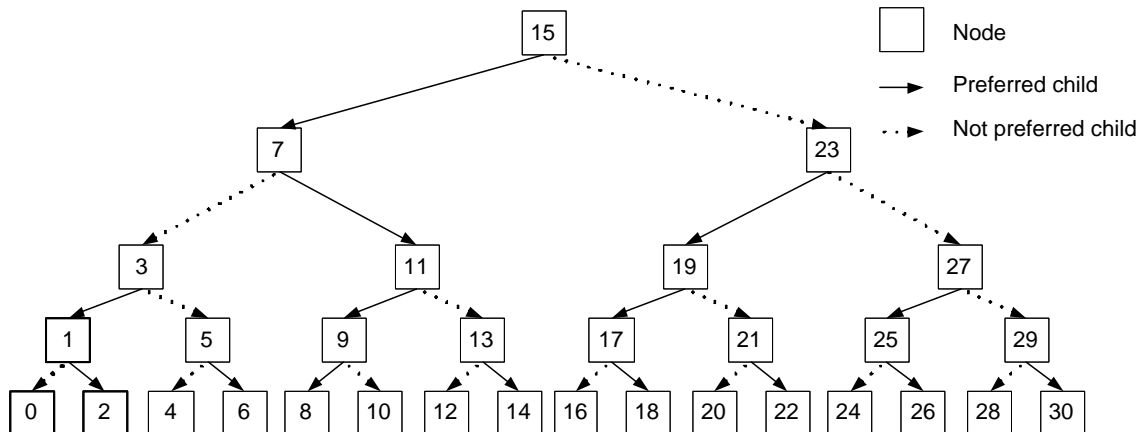 15
Node
Preferred child
Not preferred child
7 23
3 11 19 27
1 5 9 13 17 21 25 29
0 2 4 6 8 10 12 14 16 18 20 22 24 26 28 30